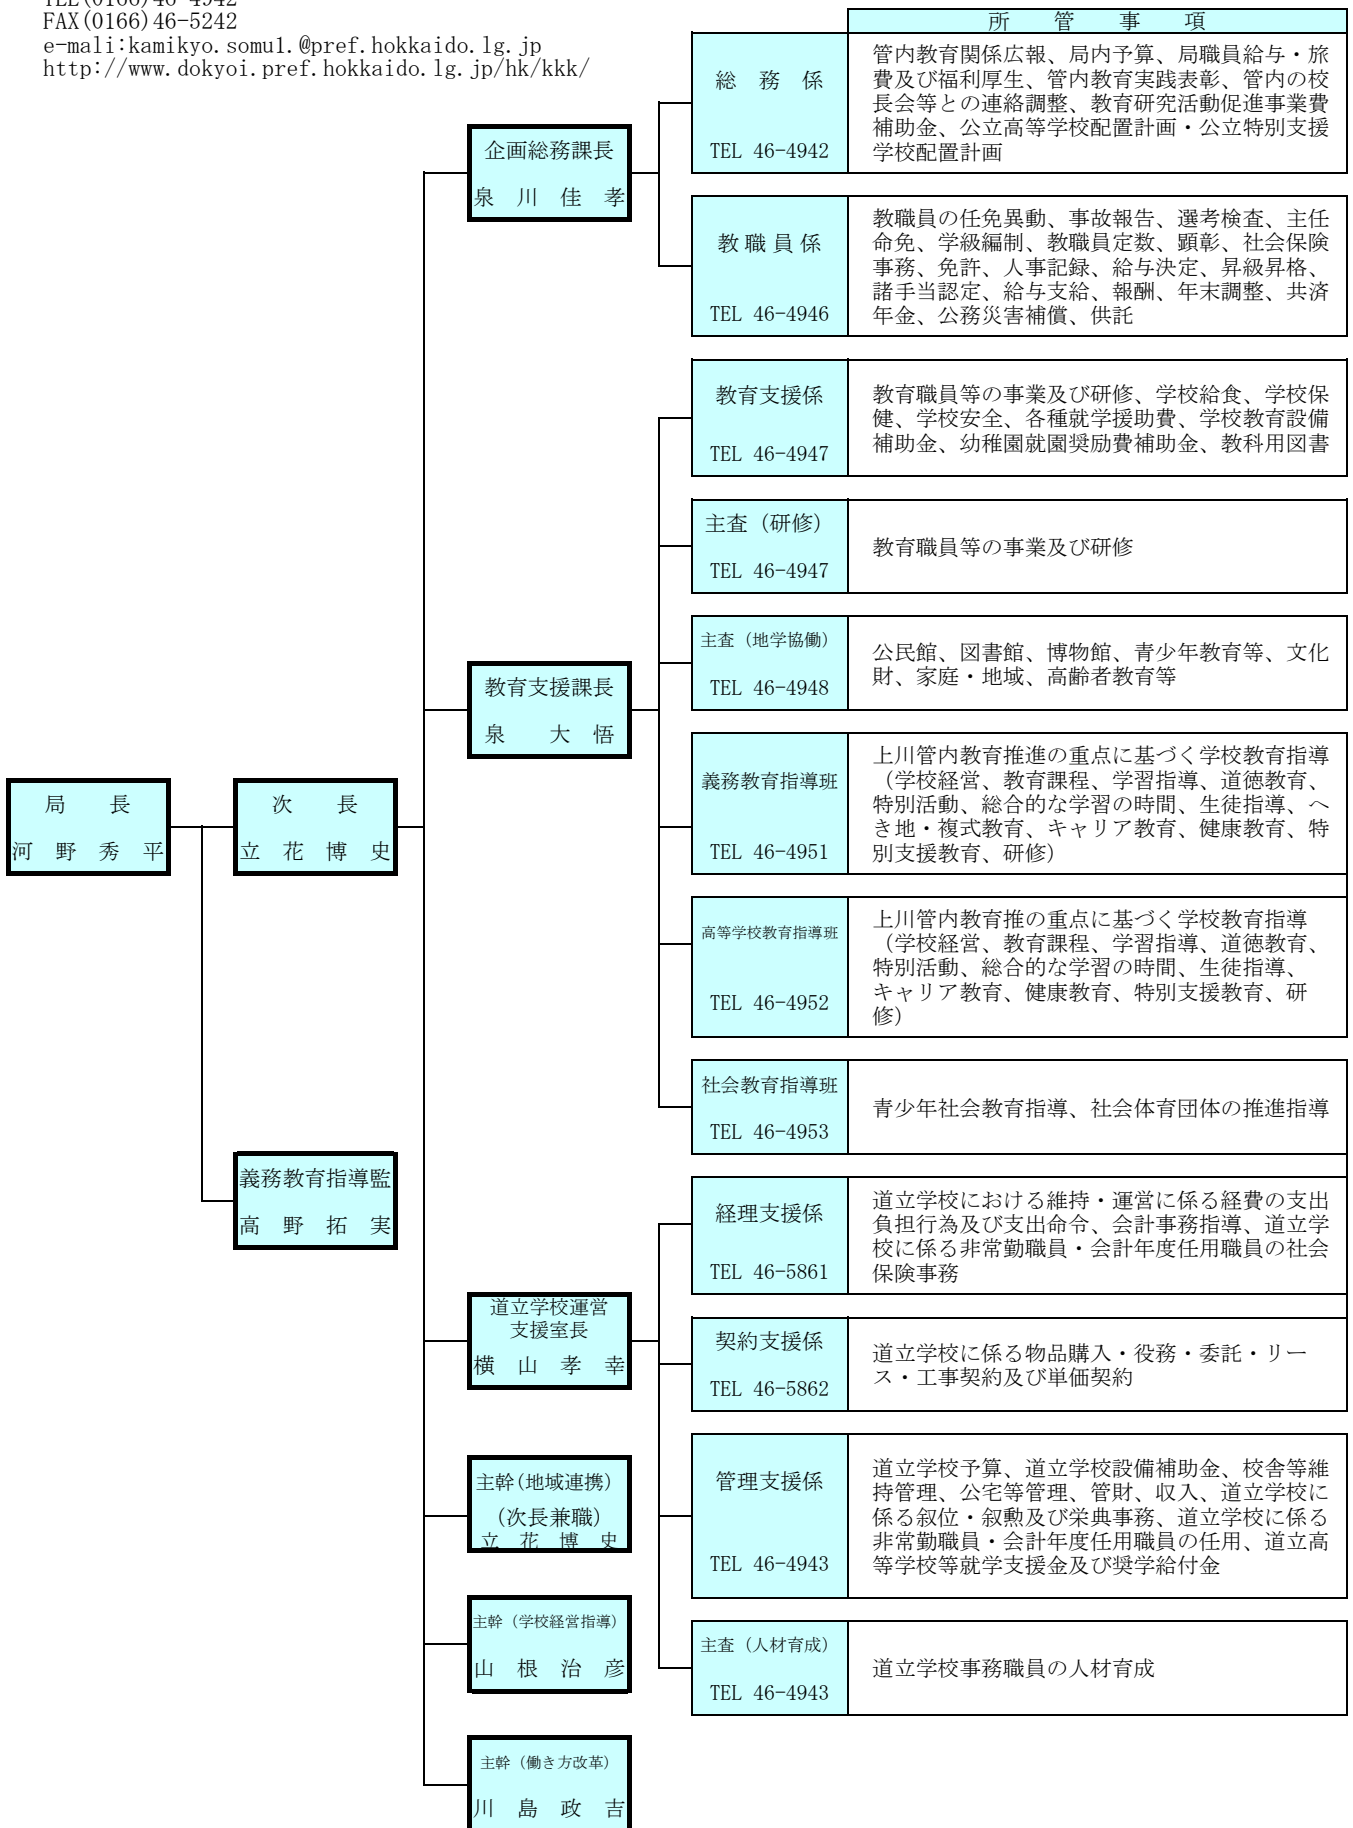 TEL(0166)46-4942
FAX(0166)46-5242
e-mali:kamikyo.somu1.@pref.hokkaido.lg.jp
http://www.dokyoi.pref.hokkaido.lg.jp/hk/kkk/
所　管　事　項
総　務　係
TEL 46-4942
管内教育関係広報、局内予算、局職員給与・旅
費及び福利厚生、管内教育実践表彰、管内の校
長会等との連絡調整、教育研究活動促進事業費
補助金、公立高等学校配置計画・公立特別支援
学校配置計画
企画総務課長
泉　川　佳　孝
教 職 員 係
TEL 46-4946
教職員の任免異動、事故報告、選考検査、主任
命免、学級編制、教職員定数、顕彰、社会保険
事務、免許、人事記録、給与決定、昇級昇格、
諸手当認定、給与支給、報酬、年末調整、共済
年金、公務災害補償、供託
教育支援係
TEL 46-4947
教育職員等の事業及び研修、学校給食、学校保
健、学校安全、各種就学援助費、学校教育設備
補助金、幼稚園就園奨励費補助金、教科用図書
主査（研修）
TEL 46-4947
教育職員等の事業及び研修
主査（地学協働）
TEL 46-4948
公民館、図書館、博物館、青少年教育等、文化
財、家庭・地域、高齢者教育等
教育支援課長
泉　　大　悟
義務教育指導班
TEL 46-4951
上川管内教育推進の重点に基づく学校教育指導
（学校経営、教育課程、学習指導、道徳教育、
特別活動、総合的な学習の時間、生徒指導、へ
き地・複式教育、キャリア教育、健康教育、特
別支援教育、研修）
局　　長
河　野　秀　平
次　　長
立　花　博　史
高等学校教育指導班
TEL 46-4952
上川管内教育推の重点に基づく学校教育指導
（学校経営、教育課程、学習指導、道徳教育、
特別活動、総合的な学習の時間、生徒指導、
キャリア教育、健康教育、特別支援教育、研
修）
社会教育指導班
TEL 46-4953
青少年社会教育指導、社会体育団体の推進指導
義務教育指導監
高　野　拓　実
経理支援係
TEL 46-5861
道立学校における維持・運営に係る経費の支出
負担行為及び支出命令、会計事務指導、道立学
校に係る非常勤職員・会計年度任用職員の社会
保険事務
道立学校運営
支援室長
横　山　孝　幸
契約支援係
TEL 46-5862
道立学校に係る物品購入・役務・委託・リー
ス・工事契約及び単価契約
主幹(地域連携)
（次長兼職）
立　花　博　史
管理支援係
TEL 46-4943
道立学校予算、道立学校設備補助金、校舎等維
持管理、公宅等管理、管財、収入、道立学校に
係る叙位・叙勲及び栄典事務、道立学校に係る
非常勤職員・会計年度任用職員の任用、道立高
等学校等就学支援金及び奨学給付金
主幹（学校経営指導）
山　根　治　彦
主査（人材育成）
TEL 46-4943
道立学校事務職員の人材育成
主幹（働き方改革）
川　島　政　吉